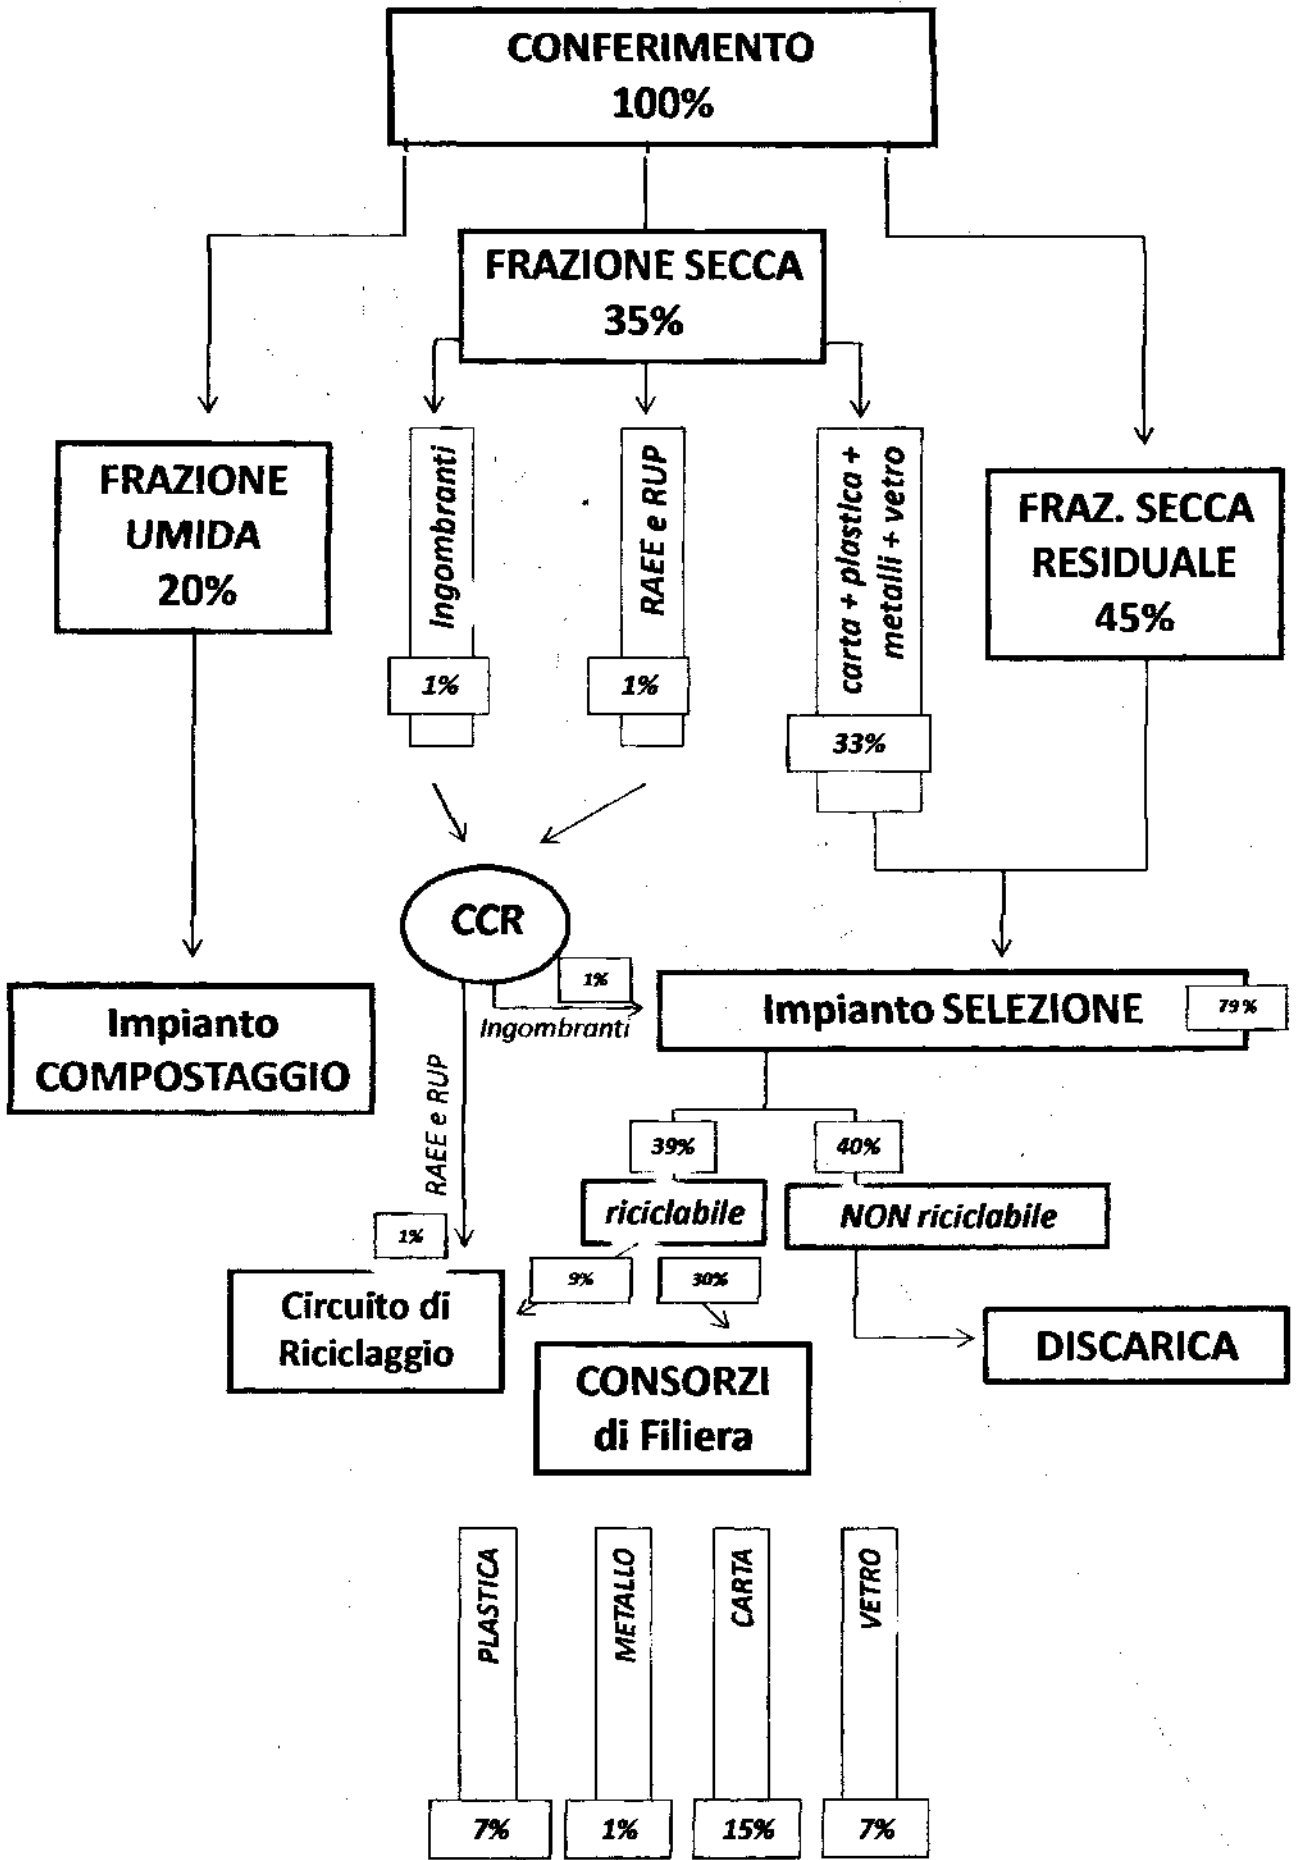 CONFERIMENTO
100%
FRAZIONE SECCA
35%
FRAZIONE
UMIDA
20%
Ingombranti
1%
RAEE e RUP
1%
carta + plastica +
metalli + vetro
33%
FRAZ. SECCA
RESIDUALE
45%
CCR
1%
Ingombranti
Impianto SELEZIONE
79%
Impianto
COMPOSTAGGIO
RAEE e RUP
1%
39%
40%
riciclabile
NON riciclabile
9%
30%
Circuito di
Riciclaggio
CONSORZI
di Filiera
DISCARICA
PLASTICA
METALLO
CARTA
VETRO
7%
1%
15%
7%